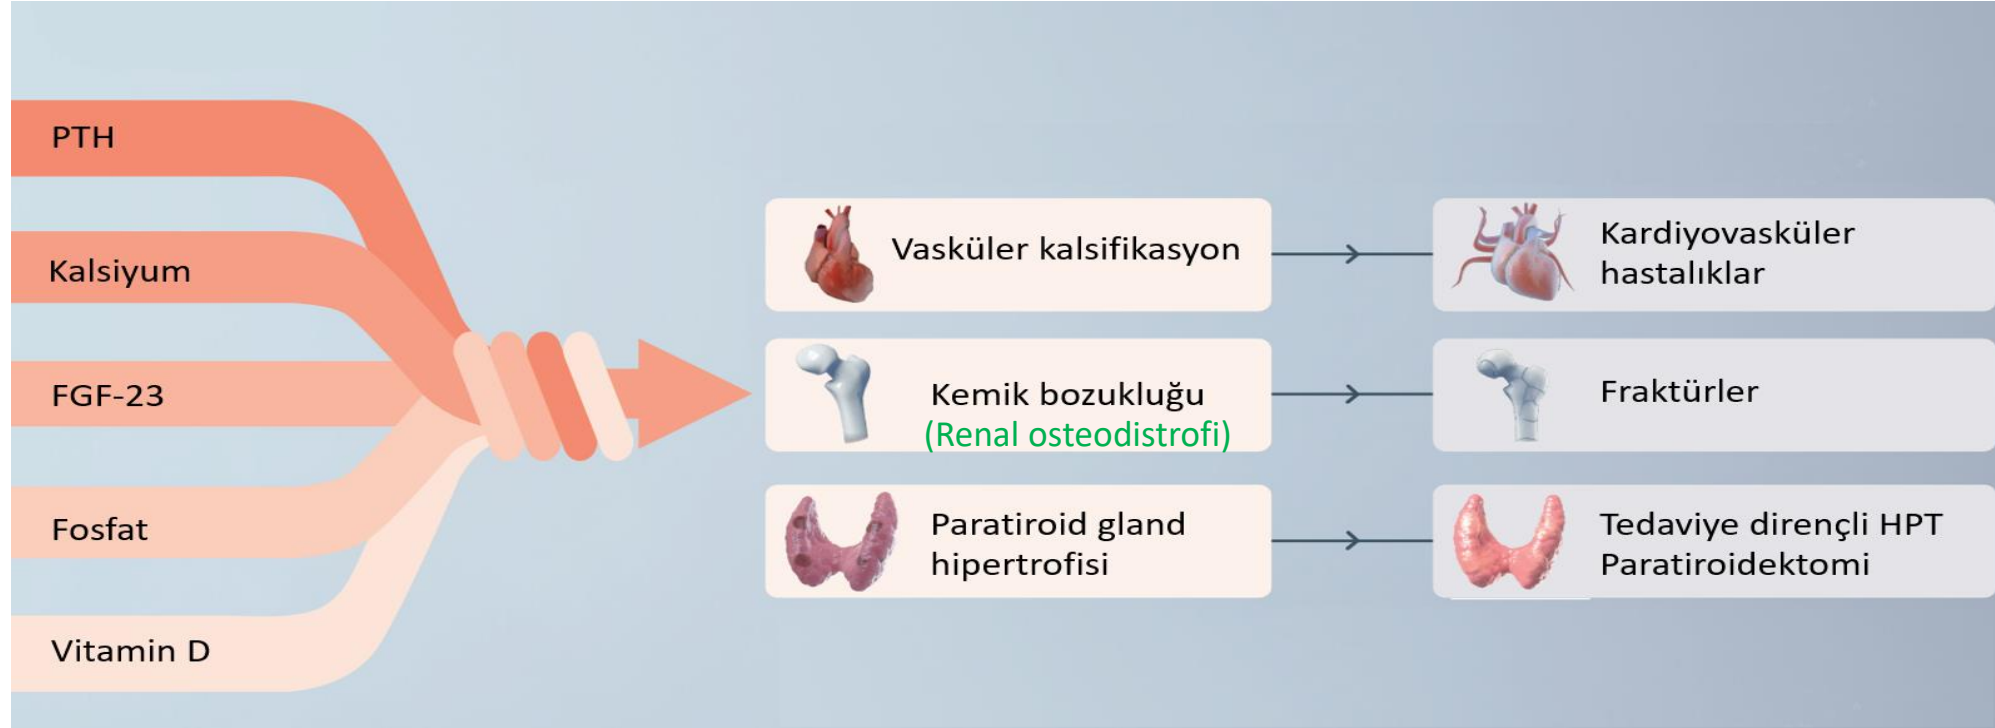 PTH
Kalsiyum
FGF-23
Fosfat
Vitamin D
Vasküler kalsifikasyon
Kardiyovasküler
hastalıklar
Kemik bozukluğu
(Renal osteodistrofi)
Fraktürler
Paratiroid gland
hipertrofisi
Tedaviye dirençli HPT
Paratiroidektomi